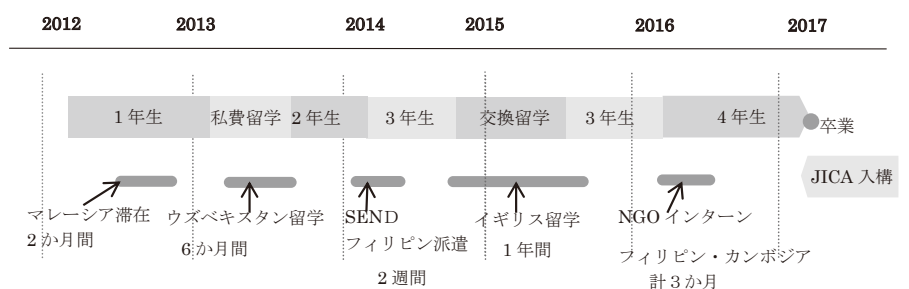 2012 2013 2014 2015 2016 2017
1年生 私費留学 2年生 3年生 交換留学 3年生 4年生
卒業
JICA 入構
マレーシア滞在
2か月間
ウズベキスタン留学
6か月間
SEND
フィリピン派遣
2週間
イギリス留学
1年間
NGOインターン
フィリピン・カンボジア
計3か月